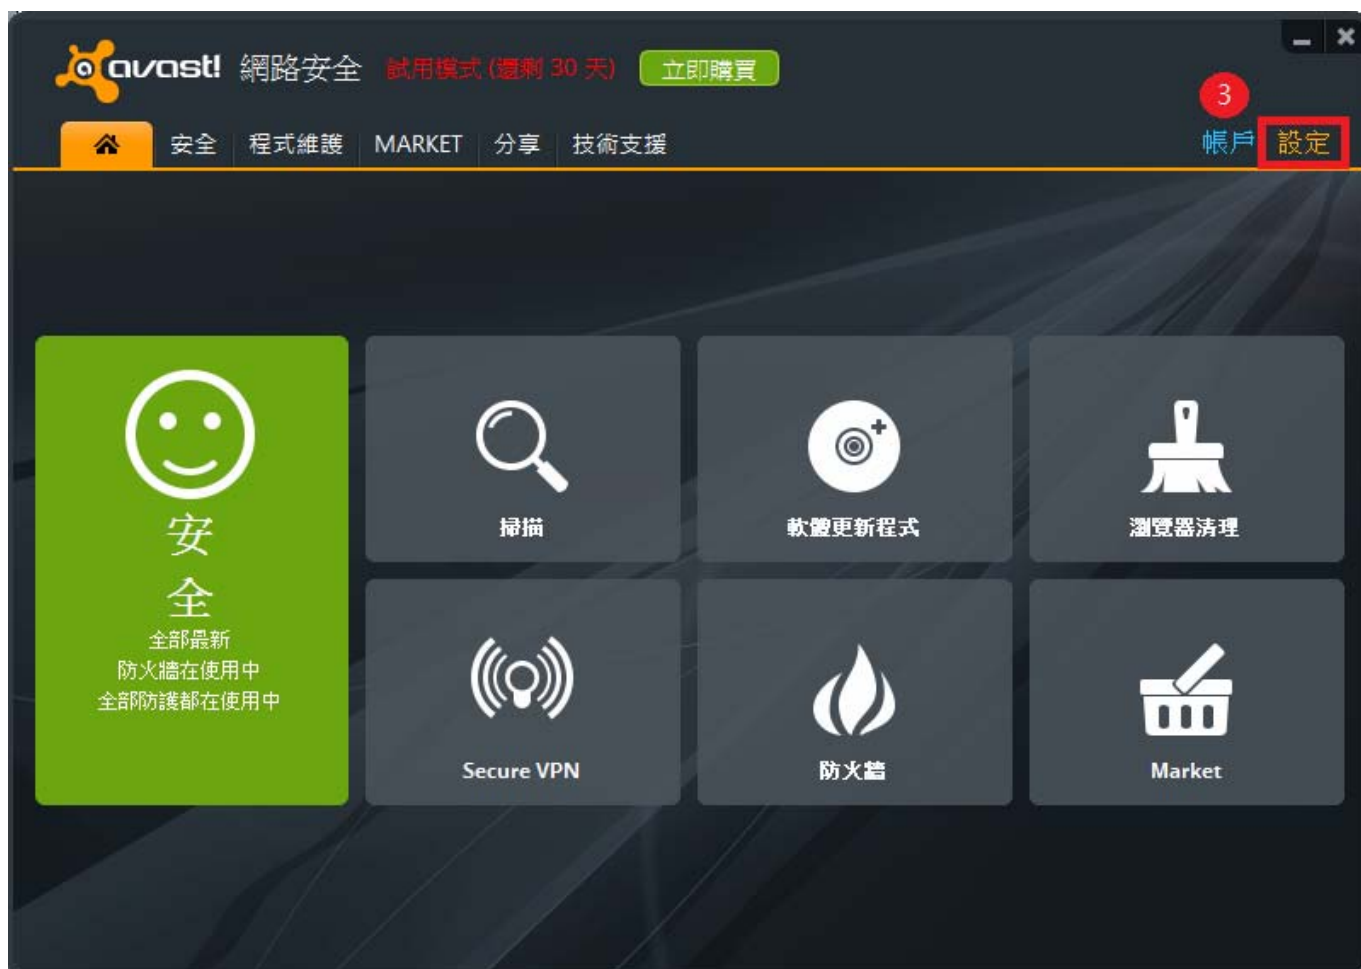 avast! 網路安全 試用模式 (還剩 30 天) 立即購買
3
安全 程式維護 MARKET 分享 技術支援 帳戶 設定
安
全
全部最新
防火牆在使用中
全部防護都在使用中
掃描 軟體更新程式 瀏覽器清理
Secure VPN 防火牆 Market